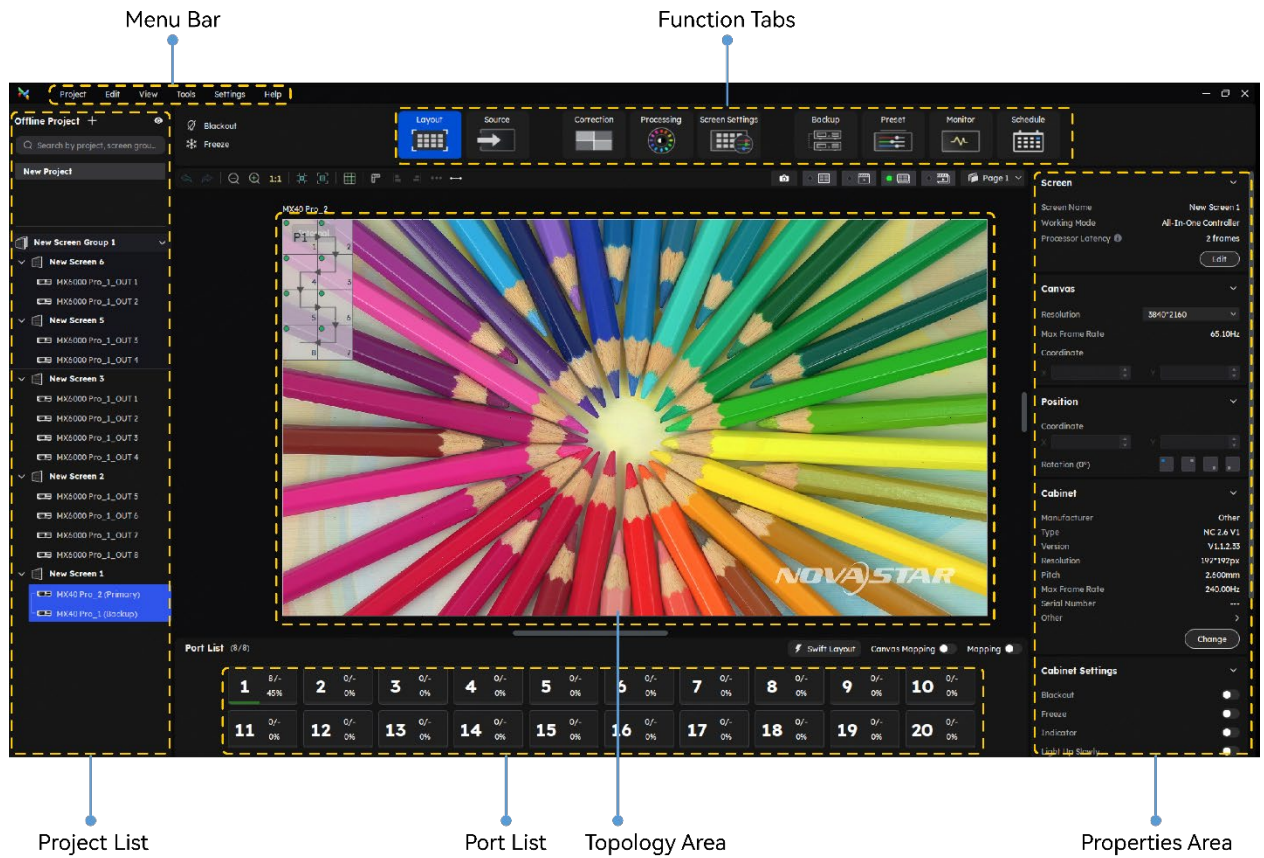 Menu Bar
Function Tabs
Project Edit View Tools Settings Help
Offline Project +
Search by project, screen grou...
New Project
Blackout
Freeze
Layout
Source
Correction
Processing
Screen Settings
Backup
Preset
Monitor
Schedule
1:1
Page 1
New Screen Group 1
New Screen 6
MX6000 Pro_1_OUT 1
MX6000 Pro_1_OUT 2
New Screen 5
MX6000 Pro_1_OUT 3
MX6000 Pro_1_OUT 4
New Screen 3
MX6000 Pro_1_OUT 1
MX6000 Pro_1_OUT 2
MX6000 Pro_1_OUT 3
MX6000 Pro_1_OUT 4
New Screen 2
MX6000 Pro_1_OUT 5
MX6000 Pro_1_OUT 6
MX6000 Pro_1_OUT 7
MX6000 Pro_1_OUT 8
New Screen 1
MX40 Pro_2 (Primary)
MX40 Pro_1 (Backup)
MX40 Pro_2
P1
1 2
4 3
5 6
8 7
NOVASTAR
Port List (8/8)
Swift Layout
Canvas Mapping
Mapping
1 8/- 45%
2 0/- 0%
3 0/- 0%
4 0/- 0%
5 0/- 0%
6 0/- 0%
7 0/- 0%
8 0/- 0%
9 0/- 0%
10 0/- 0%
11 0/- 0%
12 0/- 0%
13 0/- 0%
14 0/- 0%
15 0/- 0%
16 0/- 0%
17 0/- 0%
18 0/- 0%
19 0/- 0%
20 0/- 0%
Screen
Screen Name New Screen 1
Working Mode All-In-One Controller
Processor Latency 2 frames
Edit
Canvas
Resolution 3840*2160
Max Frame Rate 65.10Hz
Coordinate
X Y
Position
Coordinate
X Y
Rotation (0°)
Cabinet
Manufacturer Other
Type NC 2.6 V1
Version V1.1.2.33
Resolution 192*192px
Pitch 2.600mm
Max Frame Rate 240.00Hz
Serial Number ---
Other
Change
Cabinet Settings
Blackout
Freeze
Indicator
Light Up Slowly
Project List
Port List
Topology Area
Properties Area